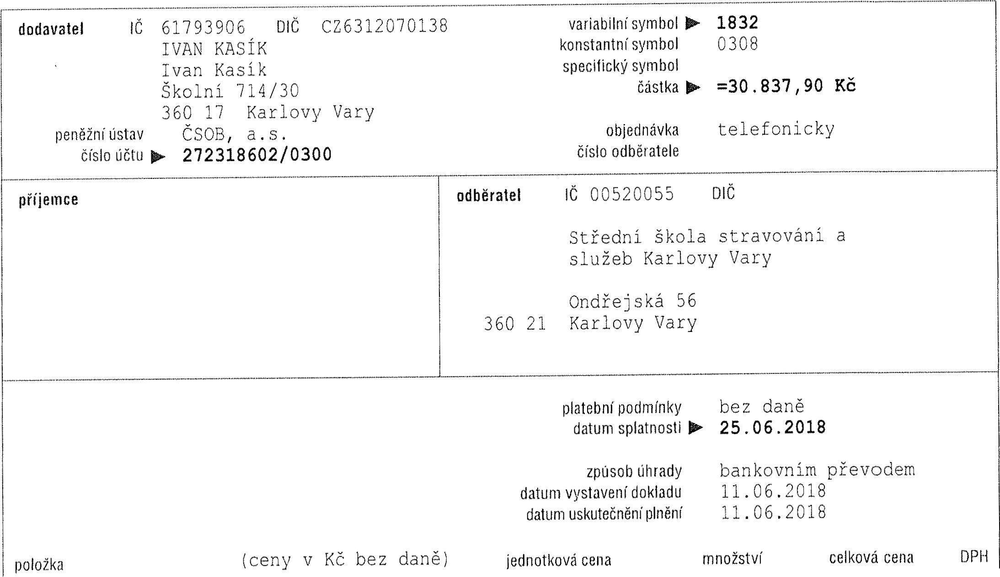 dodavatel IČ 61793906 DIČ CZ6312070138
IVAN KASÍK
Ivan Kasík
Školní 714/30
360 17 Karlovy Vary
peněžní ústav ČSOB, a.s.
číslo účtu ▶ 272318602/0300
variabilní symbol ▶ 1832
konstantní symbol 0308
specifický symbol
částka ▶ =30.837,90 Kč
objednávka telefonicky
číslo odběratele
příjemce
odběratel IČ 00520055 DIČ
Střední škola stravování a
služeb Karlovy Vary
Ondřejská 56
360 21 Karlovy Vary
platební podmínky bez daně
datum splatnosti ▶ 25.06.2018
způsob úhrady bankovním převodem
datum vystavení dokladu 11.06.2018
datum uskutečnění plnění 11.06.2018
položka (ceny v Kč bez daně) jednotková cena množství celková cena DPH